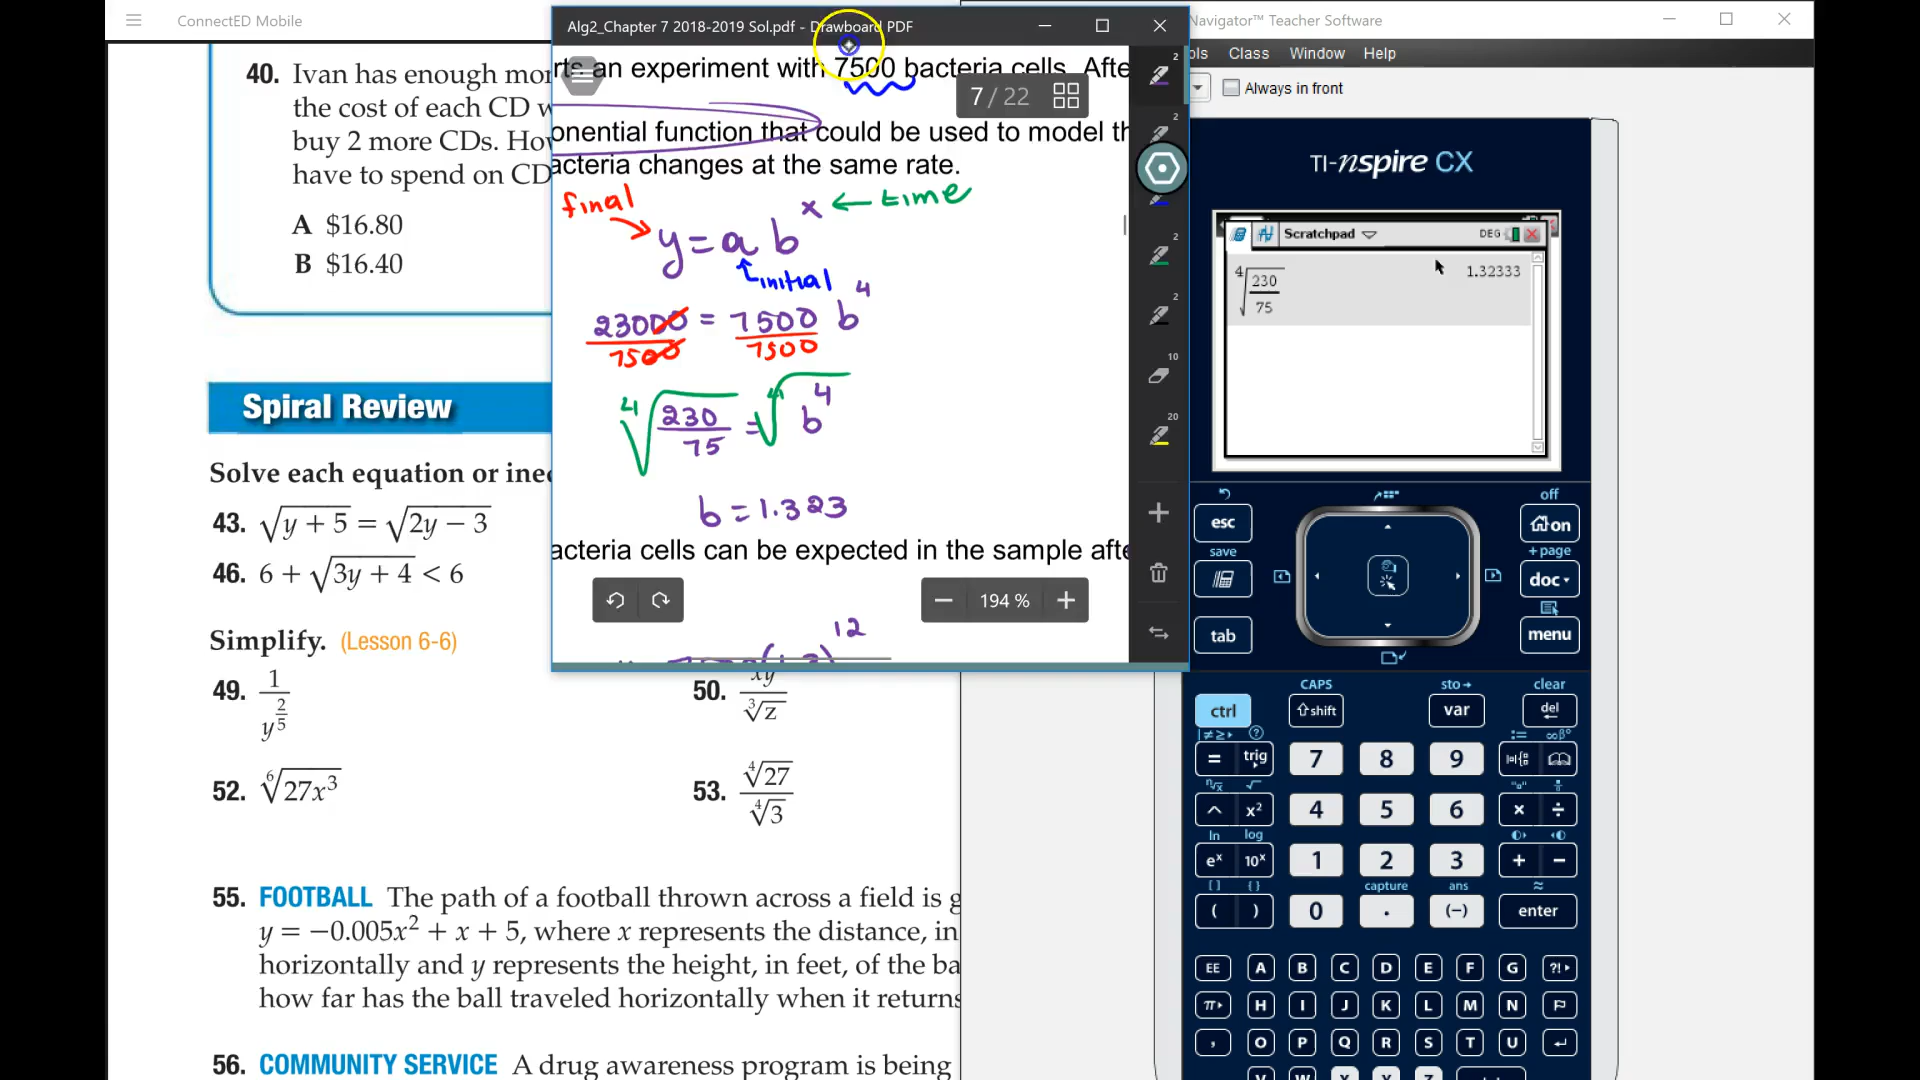 ConnectED Mobile
40. Ivan has enough
the cost of each CD
buy 2 more CDs.
have to spend on CD
A $16.80
B $16.40
Spiral Review
Solve each equation or
43. √(y + 5) = √(2y − 3)
46. 6 + √(3y + 4) < 6
Simplify. (Lesson 6-6)
49. 1/y^(2/5)
50. xy/∛z
52. ⁶√(27x³)
53. ⁴√27/⁴√3
55. FOOTBALL The path of a football thrown across a field is
y = −0.005x² + x + 5, where x represents the distance, in
horizontally and y represents the height, in feet, of the
how far has the ball traveled horizontally when it returns
56. COMMUNITY SERVICE A drug awareness program is being
Alg2_Chapter 7 2018-2019 Sol.pdf - Drawboard PDF
an experiment with 7500 bacteria cells.
7 / 22
onential function that could be used to model
acteria changes at the same rate.
final
x ← time
y = a b
initial
23000 = 7500 b⁴
7500 7500
⁴√(230/75) = ⁴√(b⁴)
b = 1.323
acteria cells can be expected in the sample
194 %
12
2
2
2
2
10
20
Navigator™ Teacher Software
ols Class Window Help
Always in front
TI-nspire CX
Scratchpad DEG
⁴√(230/75) 1.32333
esc
off
on
save
+ page
doc
tab
menu
CAPS sto→ clear
ctrl shift var del
= trig 7 8 9
^ x² 4 5 6 × ÷
ln log
eˣ 10ˣ 1 2 3 + −
[] {} capture ans ≈
( ) 0 . (−) enter
EE A B C D E F G ?!
π H I J K L M N
, O P Q R S T U